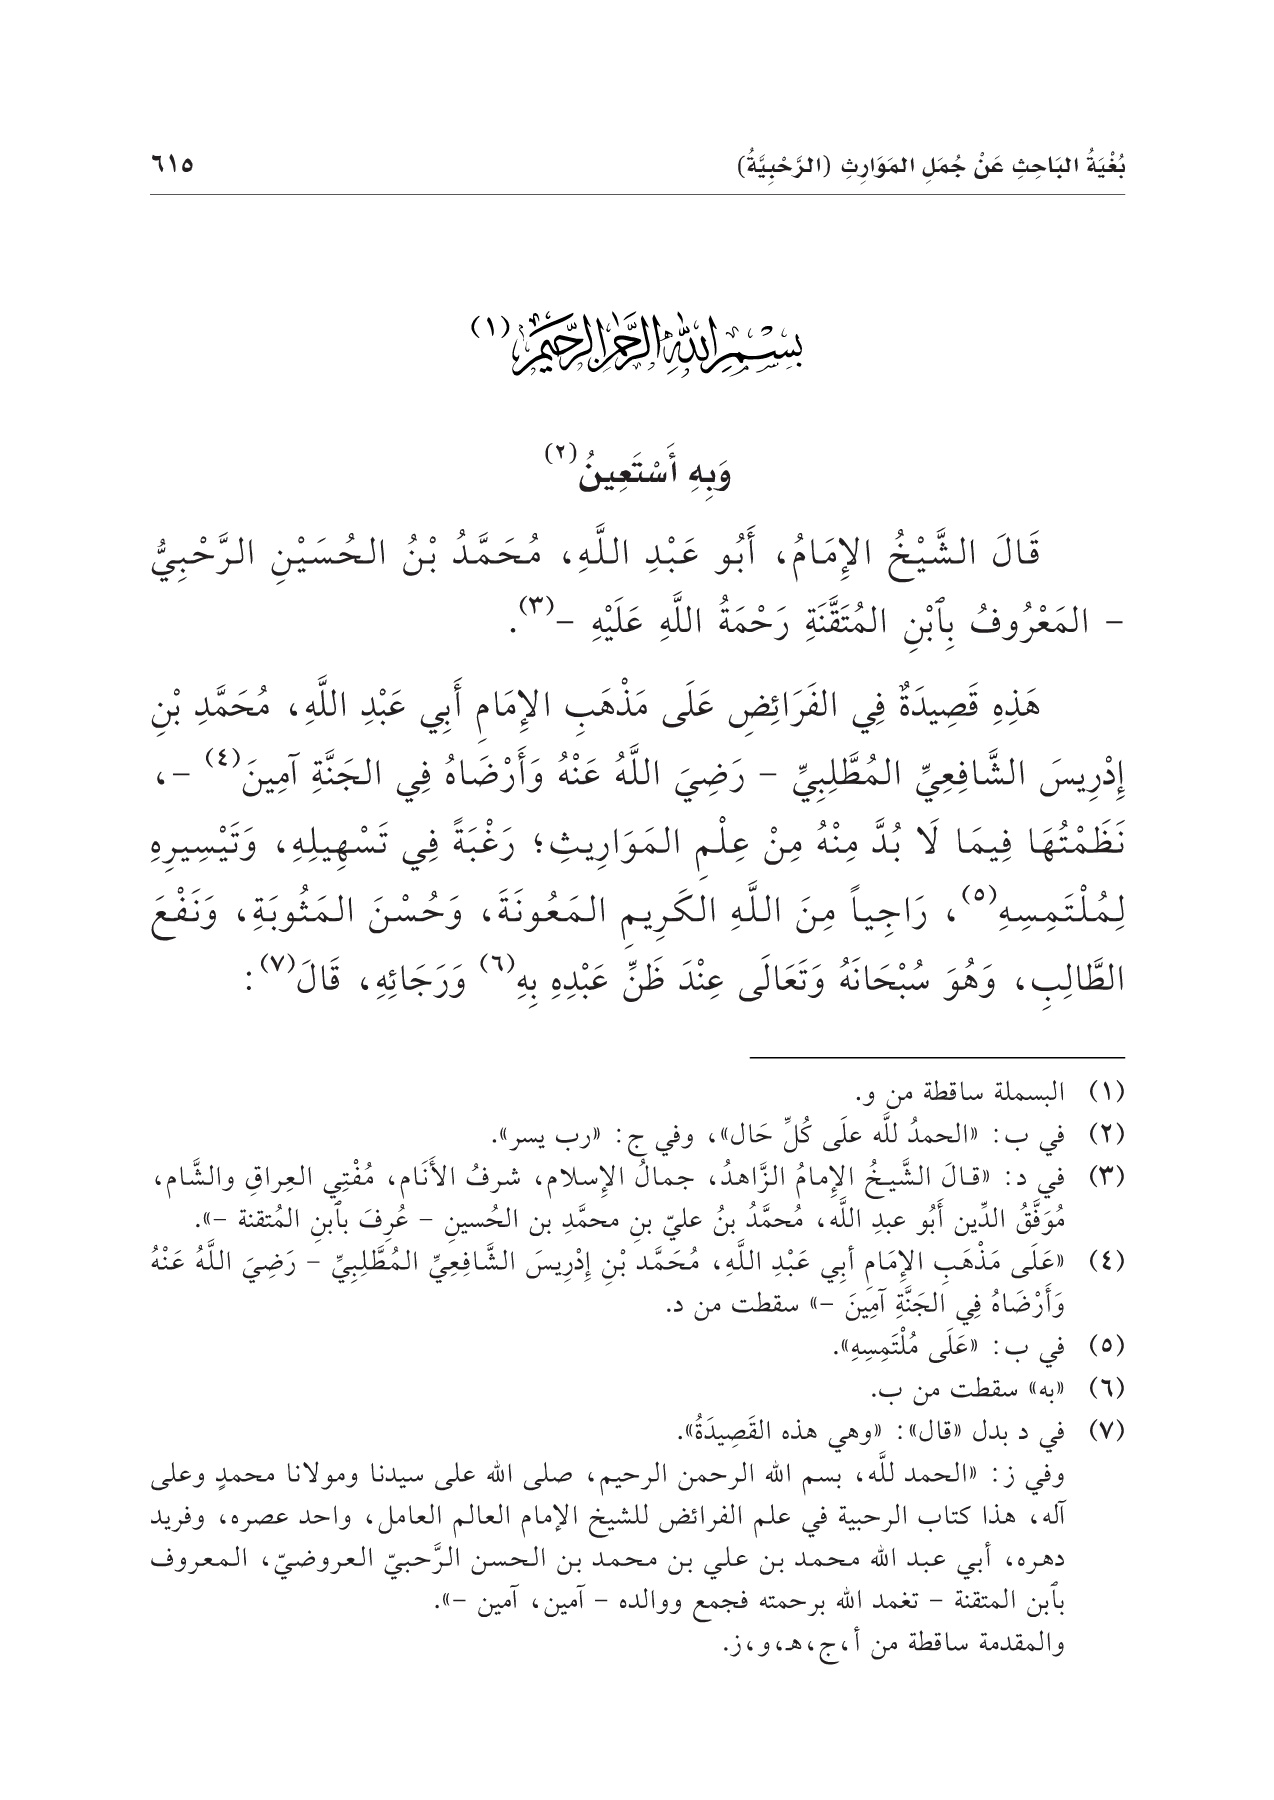 بُغْيَةُ البَاحِثِ عَنْ جُمَلِ المَوَارِثِ (الرَّحْبِيَّةُ) ٦١٥
بِسْمِ اللَّهِ الرَّحْمَنِ الرَّحِيمِ (١)
وَبِهِ أَسْتَعِينُ(٢)
قَالَ الشَّيْخُ الإِمَامُ، أَبُو عَبْدِ اللَّهِ، مُحَمَّدُ بْنُ الحُسَيْنِ الرَّحْبِيُّ
– المَعْرُوفُ بِٱبْنِ المُتَقَّنَةِ رَحْمَةُ اللَّهِ عَلَيْهِ –(٣).
هَذِهِ قَصِيدَةٌ فِي الفَرَائِضِ عَلَى مَذْهَبِ الإِمَامِ أَبِي عَبْدِ اللَّهِ، مُحَمَّدِ بْنِ
إِدْرِيسَ الشَّافِعِيِّ المُطَّلِبِيِّ – رَضِيَ اللَّهُ عَنْهُ وَأَرْضَاهُ فِي الجَنَّةِ آمِينَ(٤) –،
نَظَمْتُهَا فِيمَا لَا بُدَّ مِنْهُ مِنْ عِلْمِ المَوَارِيثِ؛ رَغْبَةً فِي تَسْهِيلِهِ، وَتَيْسِيرِهِ
لِمُلْتَمِسِهِ(٥)، رَاجِياً مِنَ اللَّهِ الكَرِيمِ المَعُونَةَ، وَحُسْنَ المَثُوبَةِ، وَنَفْعَ
الطَّالِبِ، وَهُوَ سُبْحَانَهُ وَتَعَالَى عِنْدَ ظَنِّ عَبْدِهِ بِهِ(٦) وَرَجَائِهِ، قَالَ(٧):
(١) البسملة ساقطة من و.
(٢) في ب: «الحمدُ للَّه علَى كُلِّ حَال»، وفي ج: «رب يسر».
(٣) في د: «قالَ الشَّيخُ الإمامُ الزَّاهدُ، جمالُ الإسلام، شرفُ الأَنَام، مُفْتِي العِراقِ والشَّام،
مُوَفَّقُ الدِّين أَبُو عبدِ اللَّه، مُحمَّدُ بنُ عليّ بنِ محمَّدِ بن الحُسينِ – عُرِفَ بٱبنِ المُتقنة –».
(٤) «عَلَى مَذْهَبِ الإِمَامِ أبِي عَبْدِ اللَّهِ، مُحَمَّد بْنِ إِدْرِيسَ الشَّافِعِيِّ المُطَّلِبِيِّ – رَضِيَ اللَّهُ عَنْهُ
وَأَرْضَاهُ فِي الجَنَّةِ آمِينَ –» سقطت من د.
(٥) في ب: «عَلَى مُلْتَمِسِهِ».
(٦) «به» سقطت من ب.
(٧) في د بدل «قال»: «وهي هذه القَصِيدَةُ».
وفي ز: «الحمد للَّه، بسم الله الرحمن الرحيم، صلى الله على سيدنا ومولانا محمدٍ وعلى
آله، هذا كتاب الرحبية في علم الفرائض للشيخ الإمام العالم العامل، واحد عصره، وفريد
دهره، أبي عبد الله محمد بن علي بن محمد بن الحسن الرَّحبيّ العروضيّ، المعروف
بٱبن المتقنة – تغمد الله برحمته فجمع ووالده – آمين، آمين –».
والمقدمة ساقطة من أ،ج،هـ،و،ز.